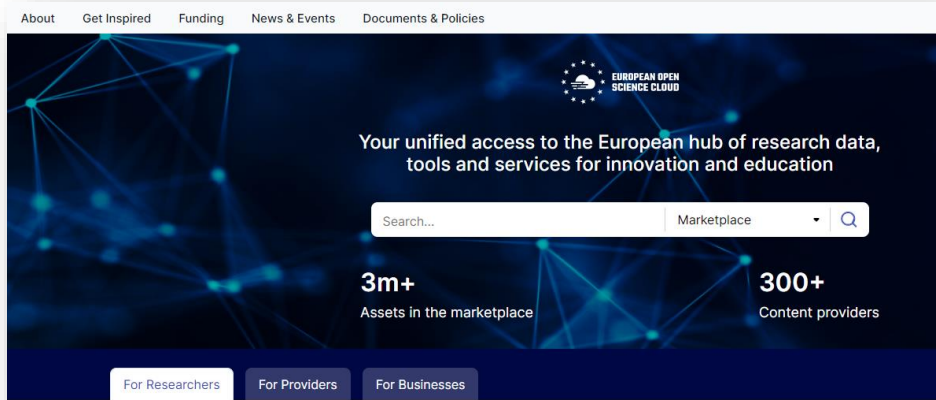 About Get Inspired Funding News & Events Documents & Policies
EUROPEAN OPEN
SCIENCE CLOUD
Your unified access to the European hub of research data,
tools and services for innovation and education
Search... Marketplace
3m+ 300+
Assets in the marketplace Content providers
For Researchers For Providers For Businesses